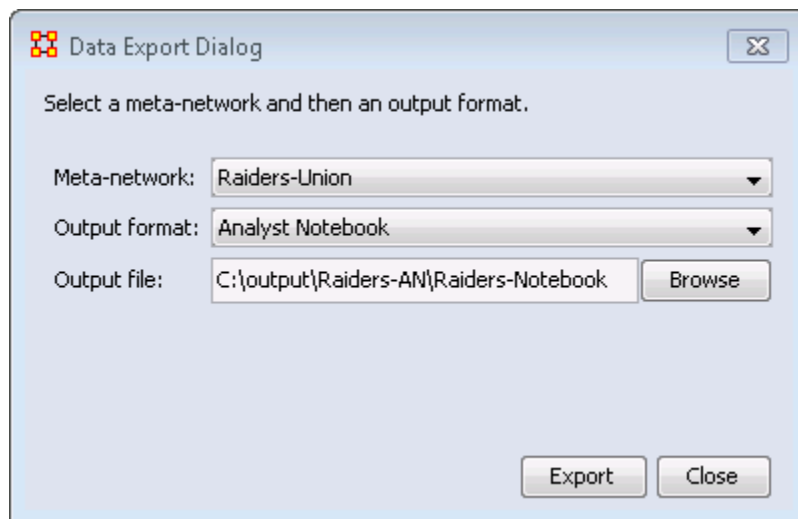 Data Export Dialog
Select a meta-network and then an output format.
Meta-network: Raiders-Union
Output format: Analyst Notebook
Output file: C:\output\Raiders-AN\Raiders-Notebook Browse
Export Close